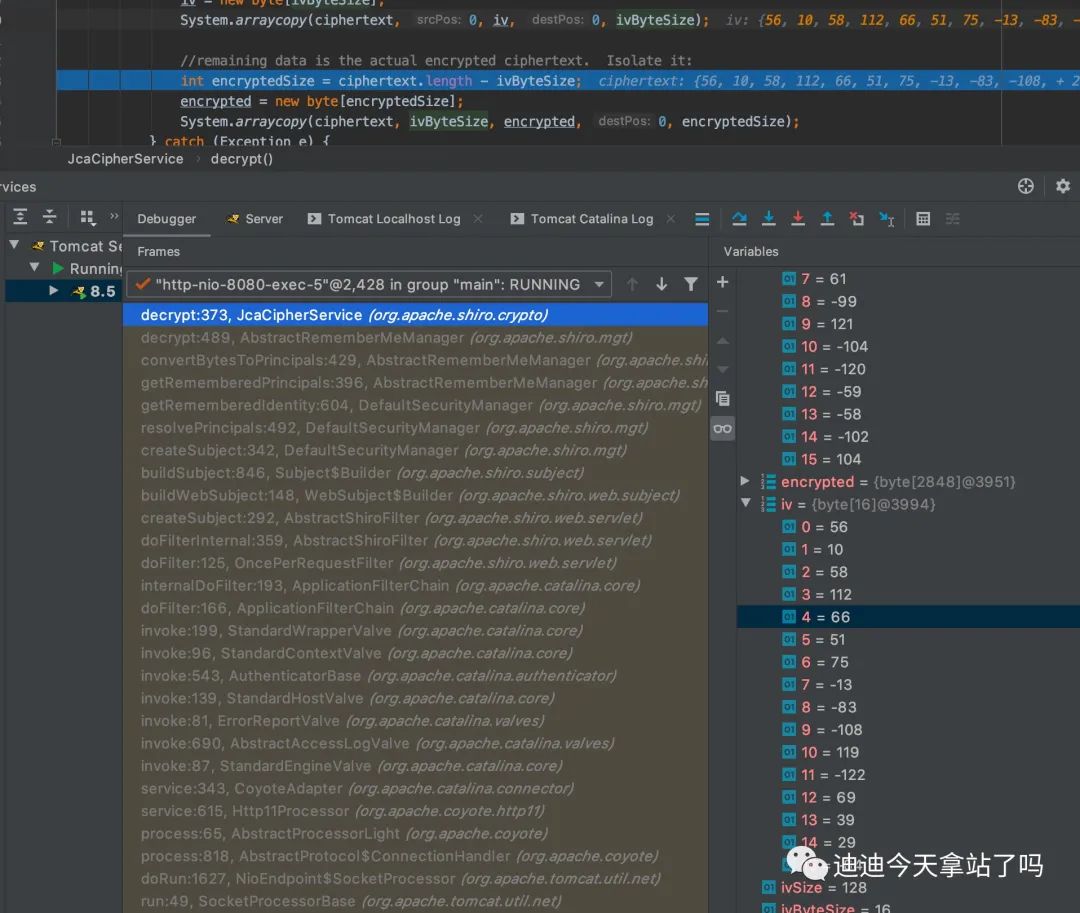 iv = new byte[ivByteSize];
System.arraycopy(ciphertext, srcPos: 0, iv, destPos: 0, ivByteSize); iv: {56, 10, 58, 112, 66, 51, 75, -13, -83, -
//remaining data is the actual encrypted ciphertext. Isolate it:
int encryptedSize = ciphertext.length - ivByteSize; ciphertext: {56, 10, 58, 112, 66, 51, 75, -13, -83, -108, + 2
encrypted = new byte[encryptedSize];
System.arraycopy(ciphertext, ivByteSize, encrypted, destPos: 0, encryptedSize);
} catch (Exception e) {
JcaCipherService › decrypt()
rvices
Debugger Server Tomcat Localhost Log × Tomcat Catalina Log ×
Tomcat Se
Running
8.5
Frames
"http-nio-8080-exec-5"@2,428 in group "main": RUNNING
decrypt:373, JcaCipherService (org.apache.shiro.crypto)
decrypt:489, AbstractRememberMeManager (org.apache.shiro.mgt)
convertBytesToPrincipals:429, AbstractRememberMeManager (org.apache.shi
getRememberedPrincipals:396, AbstractRememberMeManager (org.apache.sh
getRememberedIdentity:604, DefaultSecurityManager (org.apache.shiro.mgt)
resolvePrincipals:492, DefaultSecurityManager (org.apache.shiro.mgt)
createSubject:342, DefaultSecurityManager (org.apache.shiro.mgt)
buildSubject:846, Subject$Builder (org.apache.shiro.subject)
buildWebSubject:148, WebSubject$Builder (org.apache.shiro.web.subject)
createSubject:292, AbstractShiroFilter (org.apache.shiro.web.servlet)
doFilterInternal:359, AbstractShiroFilter (org.apache.shiro.web.servlet)
doFilter:125, OncePerRequestFilter (org.apache.shiro.web.servlet)
internalDoFilter:193, ApplicationFilterChain (org.apache.catalina.core)
doFilter:166, ApplicationFilterChain (org.apache.catalina.core)
invoke:199, StandardWrapperValve (org.apache.catalina.core)
invoke:96, StandardContextValve (org.apache.catalina.core)
invoke:543, AuthenticatorBase (org.apache.catalina.authenticator)
invoke:139, StandardHostValve (org.apache.catalina.core)
invoke:81, ErrorReportValve (org.apache.catalina.valves)
invoke:690, AbstractAccessLogValve (org.apache.catalina.valves)
invoke:87, StandardEngineValve (org.apache.catalina.core)
service:343, CoyoteAdapter (org.apache.catalina.connector)
service:615, Http11Processor (org.apache.coyote.http11)
process:65, AbstractProcessorLight (org.apache.coyote)
process:818, AbstractProtocol$ConnectionHandler (org.apache.coyote)
doRun:1627, NioEndpoint$SocketProcessor (org.apache.tomcat.util.net)
run:49, SocketProcessorBase (org.apache.tomcat.util.net)
Variables
7 = 61
8 = -99
9 = 121
10 = -104
11 = -120
12 = -59
13 = -58
14 = -102
15 = 104
encrypted = {byte[2848]@3951}
iv = {byte[16]@3994}
0 = 56
1 = 10
2 = 58
3 = 112
4 = 66
5 = 51
6 = 75
7 = -13
8 = -83
9 = -108
10 = 119
11 = -122
12 = 69
13 = 39
14 = 29
迪迪今天拿站了吗
ivSize = 128
ivByteSize = 16